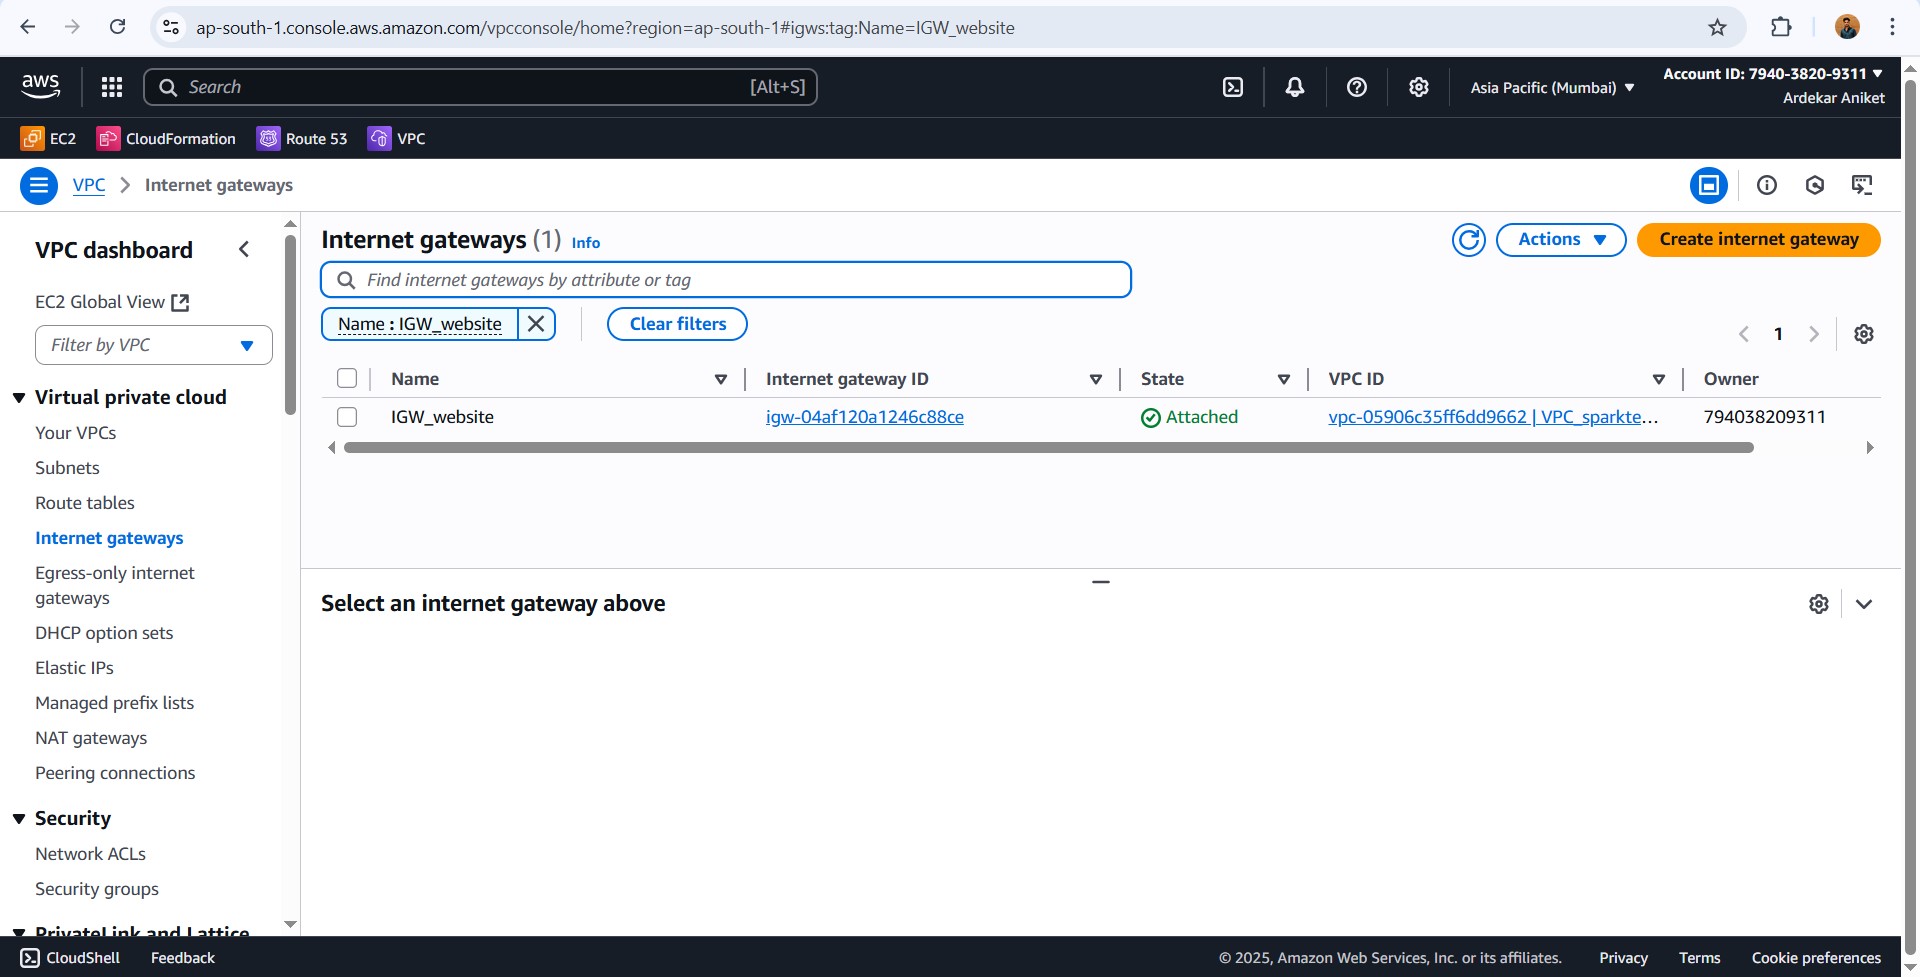 ap-south-1.console.aws.amazon.com/vpcconsole/home?region=ap-south-1#igws:tag:Name=IGW_website
aws
Search
[Alt+S]
Asia Pacific (Mumbai)
Account ID: 7940-3820-9311
Ardekar Aniket
EC2
CloudFormation
Route 53
VPC
VPC
Internet gateways
VPC dashboard
EC2 Global View
Filter by VPC
Virtual private cloud
Your VPCs
Subnets
Route tables
Internet gateways
Egress-only internet
gateways
DHCP option sets
Elastic IPs
Managed prefix lists
NAT gateways
Peering connections
Security
Network ACLs
Security groups
PrivateLink and Lattice
Internet gateways (1) Info
Actions
Create internet gateway
Find internet gateways by attribute or tag
Name : IGW_website
Clear filters
1
Name Internet gateway ID State VPC ID Owner
IGW_website igw-04af120a1246c88ce Attached vpc-05906c35ff6dd9662 | VPC_sparkte... 794038209311
Select an internet gateway above
CloudShell
Feedback
© 2025, Amazon Web Services, Inc. or its affiliates.
Privacy
Terms
Cookie preferences